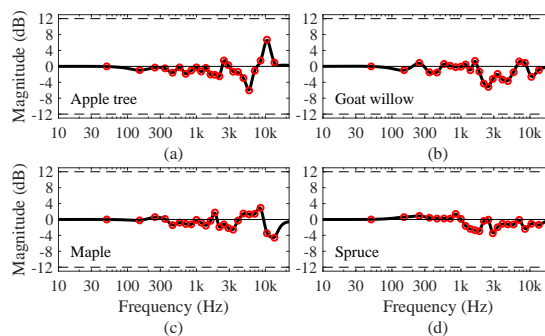 Magnitude (dB)
12
8
4
0
-4
-8
-12
Apple tree
10 30 100 300 1k 3k 10k
(a)
12
8
4
0
-4
-8
-12
Goat willow
10 30 100 300 1k 3k 10k
(b)
Magnitude (dB)
12
8
4
0
-4
-8
-12
Maple
10 30 100 300 1k 3k 10k
Frequency (Hz)
(c)
12
8
4
0
-4
-8
-12
Spruce
10 30 100 300 1k 3k 10k
Frequency (Hz)
(d)